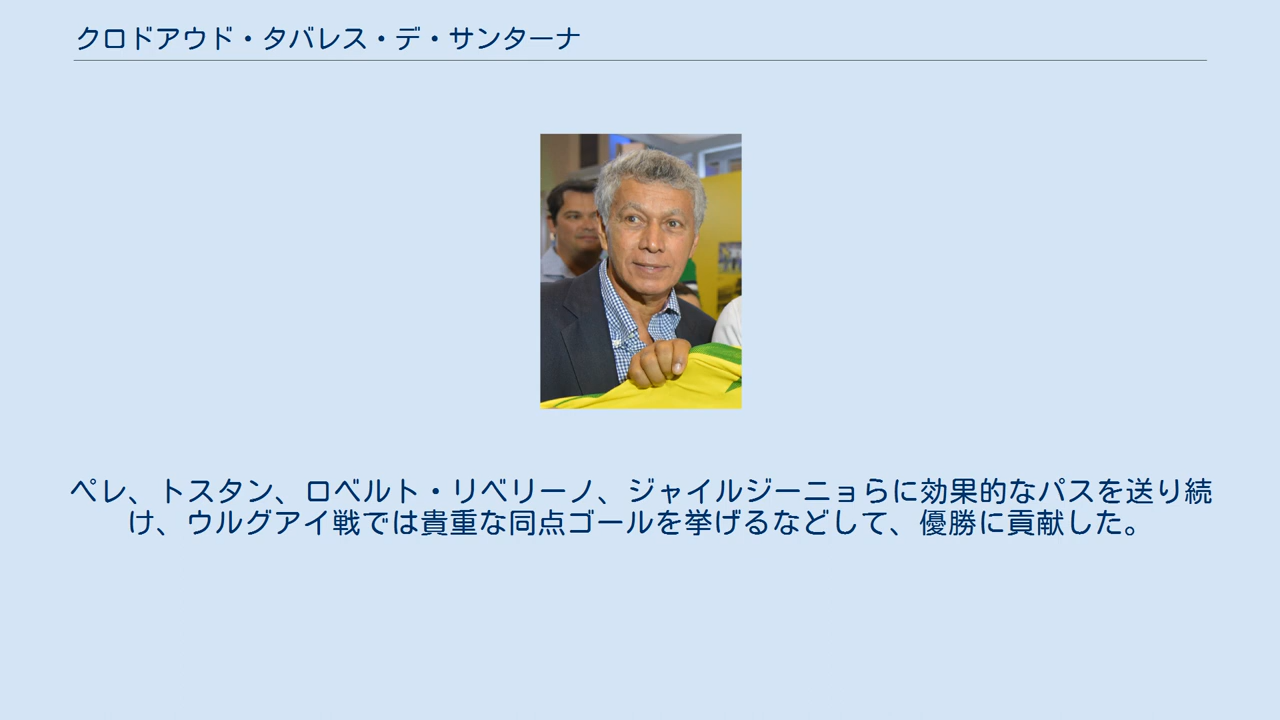 クロドアウド・タバレス・デ・サンターナ
ペレ、トスタン、ロベルト・リベリーノ、ジャイルジーニョらに効果的なパスを送り続
け、ウルグアイ戦では貴重な同点ゴールを挙げるなどして、優勝に貢献した。